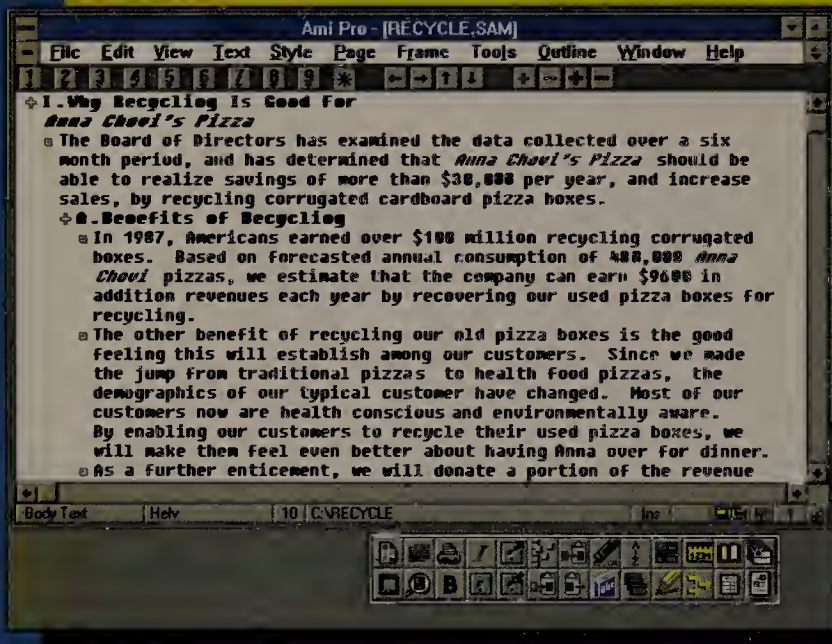 Ami Pro - [RECYCLE.SAM]
File Edit View Text Style Page Frame Tools Outline Window Help
1 2 3 4 5 6 7 8 9 *
I.Why Recycling Is Good For
Anna Chovi's Pizza
The Board of Directors has examined the data collected over a six
month period, and has determined that Anna Chovi's Pizza should be
able to realize savings of more than $30,000 per year, and increase
sales, by recycling corrugated cardboard pizza boxes.
A.Benefits of Recycling
In 1987, Americans earned over $100 million recycling corrugated
boxes. Based on forecasted annual consumption of 480,000 Anna
Chovi pizzas, we estimate that the company can earn $9600 in
addition revenues each year by recovering our used pizza boxes for
recycling.
The other benefit of recycling our old pizza boxes is the good
feeling this will establish among our customers. Since we made
the jump from traditional pizzas to health food pizzas, the
demographics of our typical customer have changed. Most of our
customers now are health conscious and environmentally aware.
By enabling our customers to recycle their used pizza boxes, we
will make them feel even better about having Anna over for dinner.
As a further enticement, we will donate a portion of the revenue
Body Text Helv 10 C:\RECYCLE Ins 1
I
B